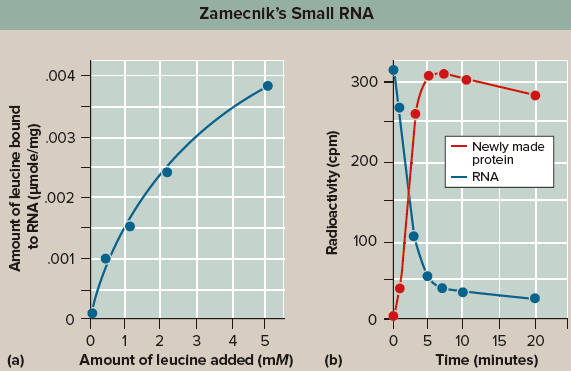 Zamecnik's Small RNA
Amount of leucine bound
to RNA (μmole/mg)
.004
.003
.002
.001
0
0 1 2 3 4 5
(a)
Amount of leucine added (mM)
Radioactivity (cpm)
300
200
100
0
Newly made
protein
RNA
0 5 10 15 20
(b)
Time (minutes)